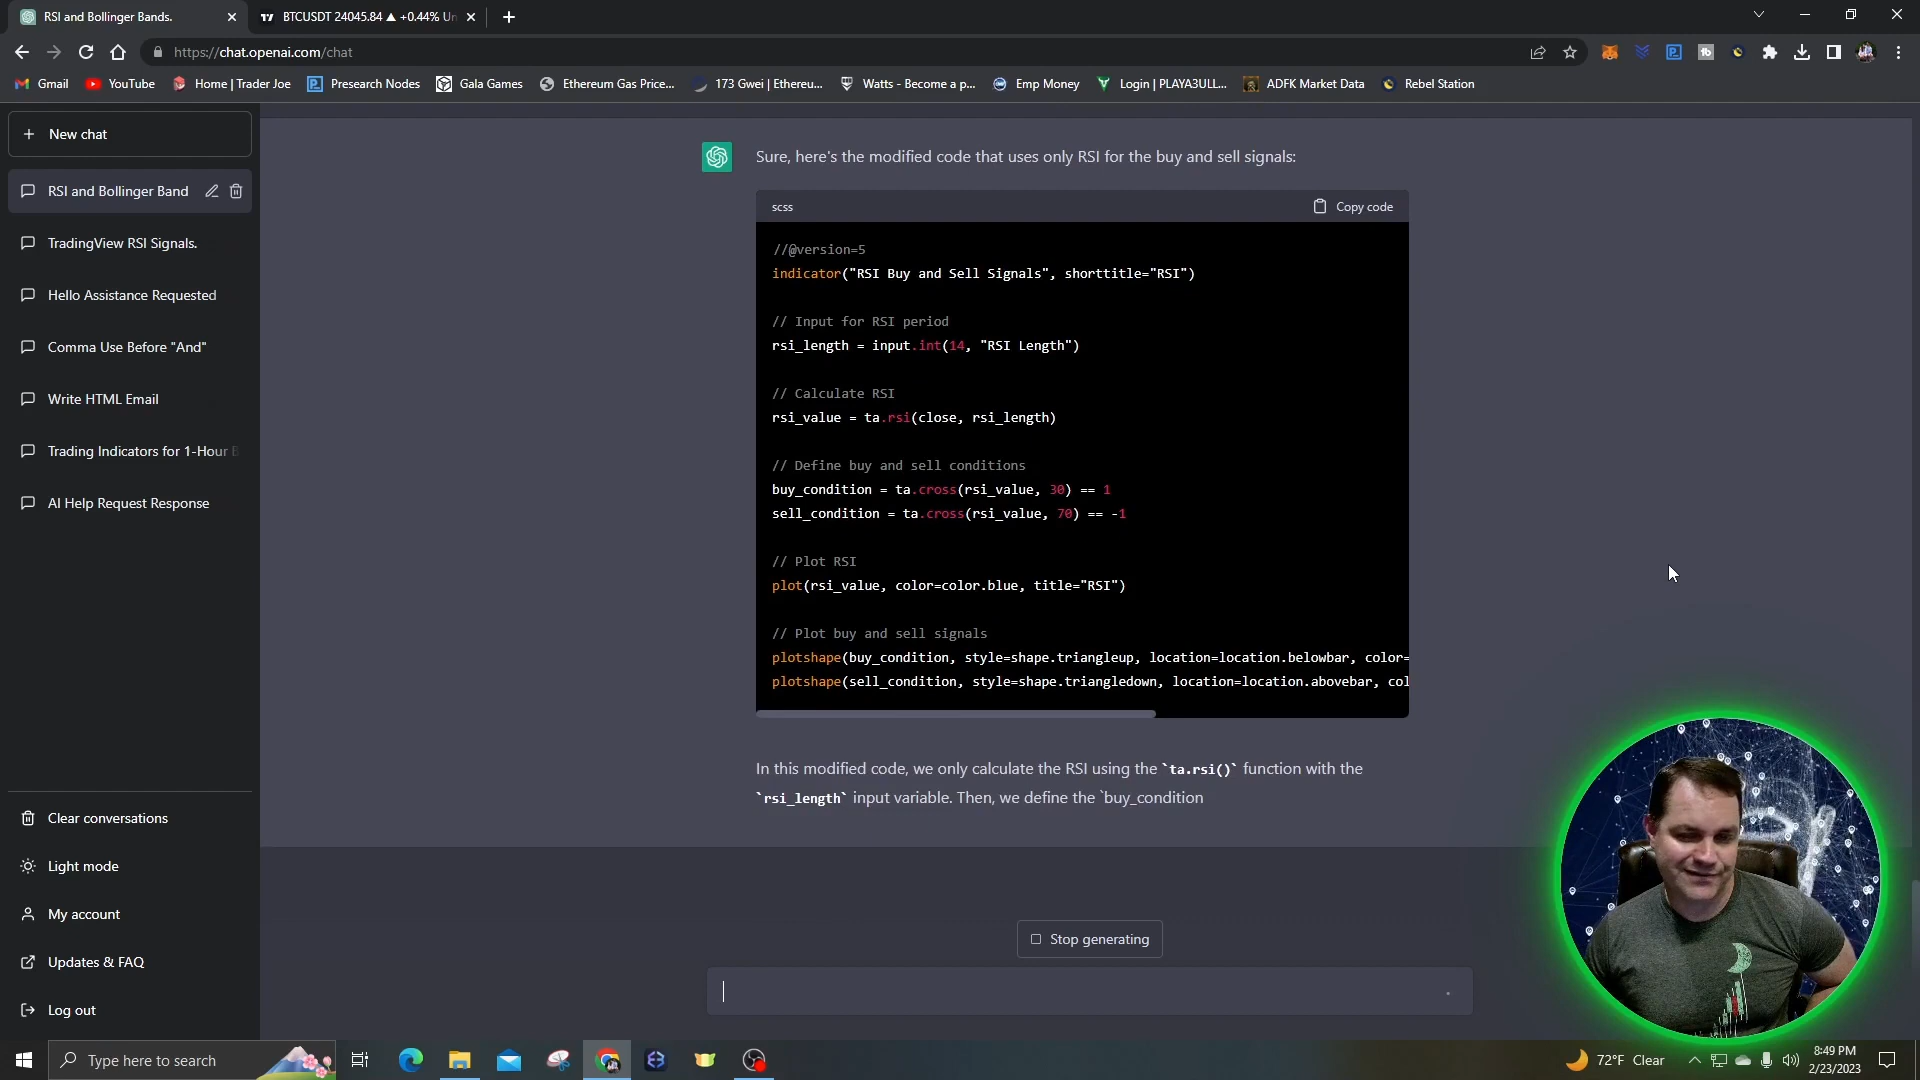 RSI and Bollinger Bands.
BTCUSDT 24045.84 ▲ +0.44% Un
https://chat.openai.com/chat
Gmail
YouTube
Home | Trader Joe
Presearch Nodes
Gala Games
Ethereum Gas Price...
173 Gwei | Ethereu...
Watts - Become a p...
Emp Money
Login | PLAYA3ULL...
ADFK Market Data
Rebel Station
New chat
RSI and Bollinger Band
TradingView RSI Signals.
Hello Assistance Requested
Comma Use Before "And"
Write HTML Email
Trading Indicators for 1-Hour B
AI Help Request Response
Clear conversations
Light mode
My account
Updates & FAQ
Log out
Sure, here's the modified code that uses only RSI for the buy and sell signals:
scss
Copy code
//@version=5
indicator("RSI Buy and Sell Signals", shorttitle="RSI")
// Input for RSI period
rsi_length = input.int(14, "RSI Length")
// Calculate RSI
rsi_value = ta.rsi(close, rsi_length)
// Define buy and sell conditions
buy_condition = ta.cross(rsi_value, 30) == 1
sell_condition = ta.cross(rsi_value, 70) == -1
// Plot RSI
plot(rsi_value, color=color.blue, title="RSI")
// Plot buy and sell signals
plotshape(buy_condition, style=shape.triangleup, location=location.belowbar, color=
plotshape(sell_condition, style=shape.triangledown, location=location.abovebar, col
In this modified code, we only calculate the RSI using the `ta.rsi()` function with the
`rsi_length` input variable. Then, we define the `buy_condition
Stop generating
Type here to search
72°F Clear
8:49 PM
2/23/2023